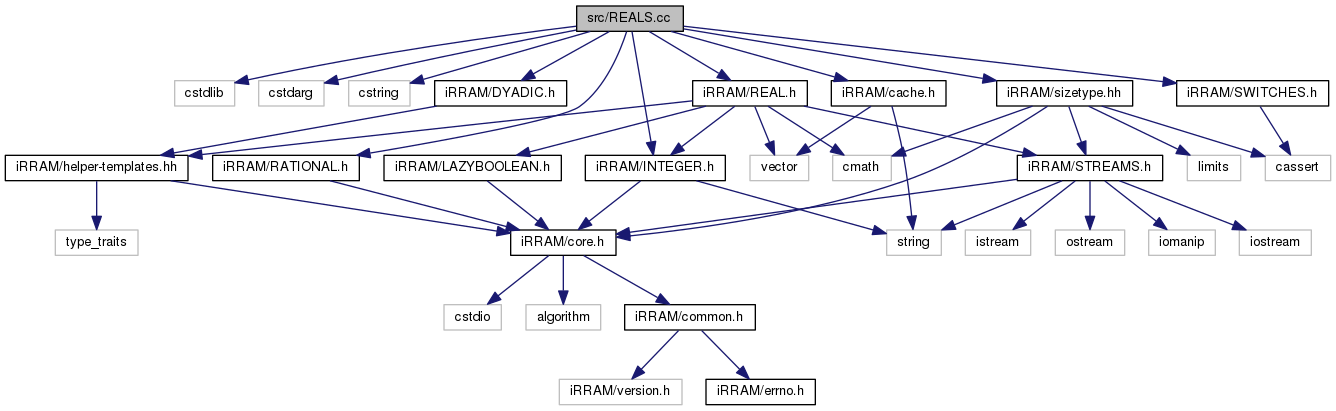 src/REALS.cc
cstdlib
cstdarg
cstring
iRRAM/DYADIC.h
iRRAM/REAL.h
iRRAM/cache.h
iRRAM/sizetype.hh
iRRAM/SWITCHES.h
iRRAM/helper-templates.hh
iRRAM/RATIONAL.h
iRRAM/LAZYBOOLEAN.h
iRRAM/INTEGER.h
vector
cmath
iRRAM/STREAMS.h
limits
cassert
type_traits
iRRAM/core.h
string
istream
ostream
iomanip
iostream
cstdio
algorithm
iRRAM/common.h
iRRAM/version.h
iRRAM/errno.h